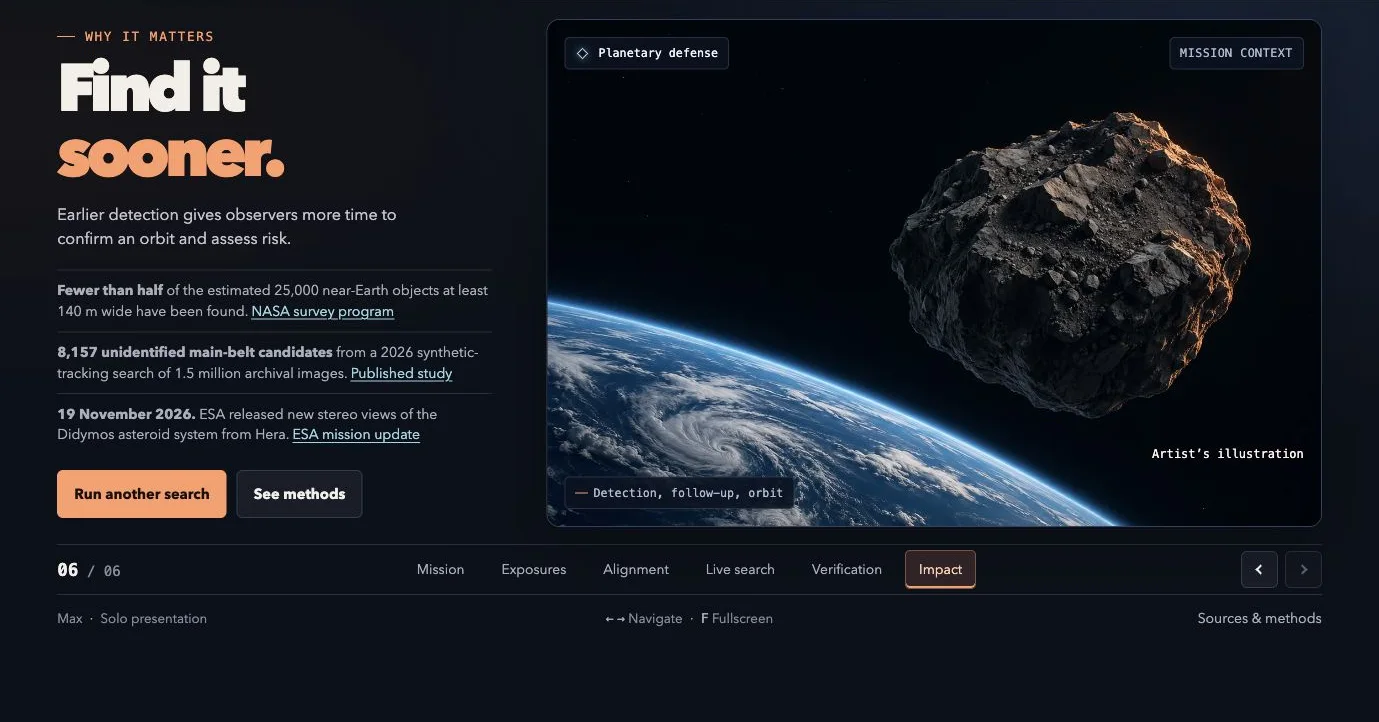 WHY IT MATTERS
Find it
sooner.
Earlier detection gives observers more time to
confirm an orbit and assess risk.
Fewer than half of the estimated 25,000 near-Earth objects at least
140 m wide have been found. NASA survey program
8,157 unidentified main-belt candidates from a 2026 synthetic-
tracking search of 1.5 million archival images. Published study
19 November 2026. ESA released new stereo views of the
Didymos asteroid system from Hera. ESA mission update
Run another search
See methods
Planetary defense
MISSION CONTEXT
Artist's illustration
Detection, follow-up, orbit
06 / 06
Mission
Exposures
Alignment
Live search
Verification
Impact
Max · Solo presentation
←→ Navigate · F Fullscreen
Sources & methods